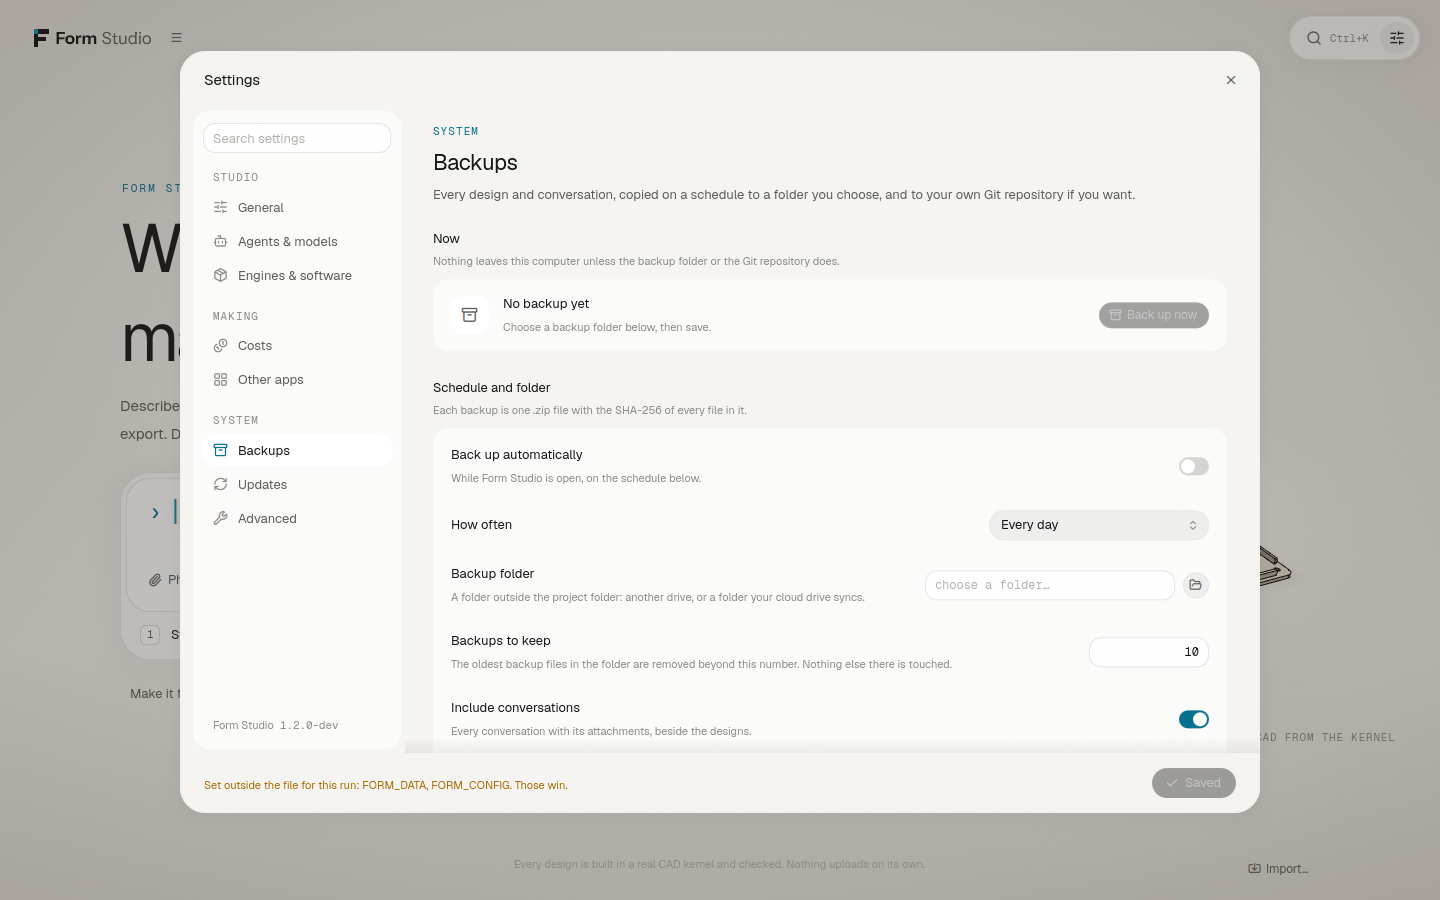 Form Studio
Ctrl+K
Settings
Search settings
STUDIO
General
Agents & models
Engines & software
MAKING
Costs
Other apps
SYSTEM
Backups
Updates
Advanced
Form Studio 1.2.0-dev
SYSTEM
Backups
Every design and conversation, copied on a schedule to a folder you choose, and to your own Git repository if you want.
Now
Nothing leaves this computer unless the backup folder or the Git repository does.
No backup yet
Choose a backup folder below, then save.
Back up now
Schedule and folder
Each backup is one .zip file with the SHA-256 of every file in it.
Back up automatically
While Form Studio is open, on the schedule below.
How often
Every day
Backup folder
A folder outside the project folder: another drive, or a folder your cloud drive syncs.
choose a folder…
Backups to keep
The oldest backup files in the folder are removed beyond this number. Nothing else there is touched.
10
Include conversations
Every conversation with its attachments, beside the designs.
Set outside the file for this run: FORM_DATA, FORM_CONFIG. Those win.
Saved
FORM ST
W
ma
Describe
export. D
Ph
1 S
Make it f
CAD FROM THE KERNEL
Every design is built in a real CAD kernel and checked. Nothing uploads on its own.
Import…